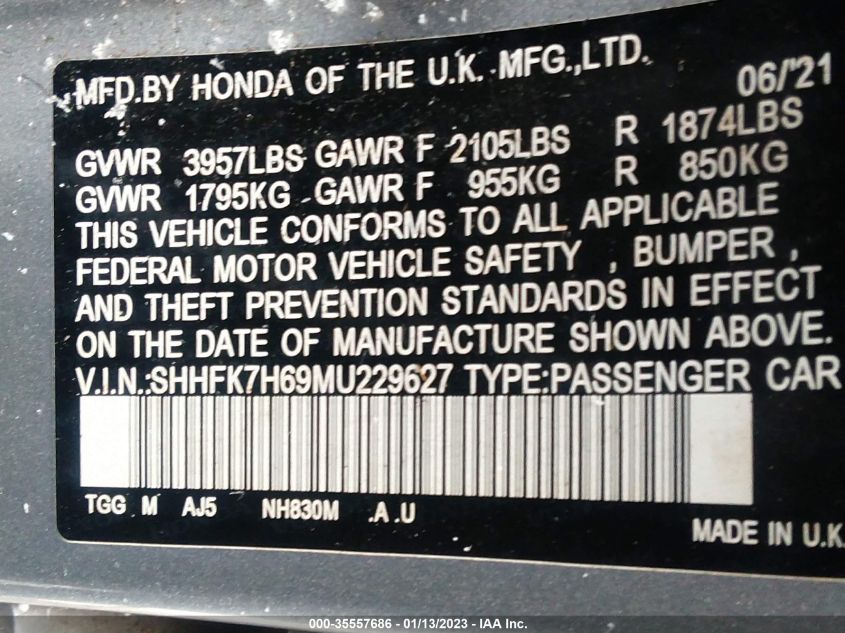 MFD.BY HONDA OF THE U.K. MFG.,LTD. 06/'21
GVWR 3957LBS GAWR F 2105LBS R 1874LBS
GVWR 1795KG GAWR F 955KG R 850KG
THIS VEHICLE CONFORMS TO ALL APPLICABLE
FEDERAL MOTOR VEHICLE SAFETY , BUMPER ,
AND THEFT PREVENTION STANDARDS IN EFFECT
ON THE DATE OF MANUFACTURE SHOWN ABOVE.
V.I.N.:SHHFK7H69MU229627 TYPE:PASSENGER CAR
TGG M AJ5 NH830M .A .U
MADE IN U.K.
000-35557686 - 01/13/2023 - IAA Inc.